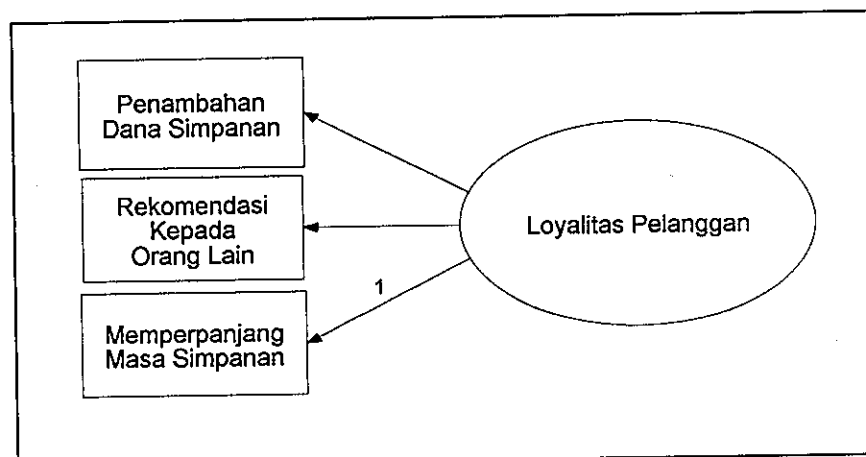 Penambahan
Dana Simpanan
Rekomendasi
Kepada
Orang Lain
Loyalitas Pelanggan
1
Memperpanjang
Masa Simpanan